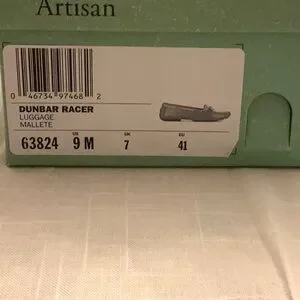 Artisan
0 46734 97468 2
DUNBAR RACER
LUGGAGE
MALLETE
US UK EU
63824 9 M 7 41